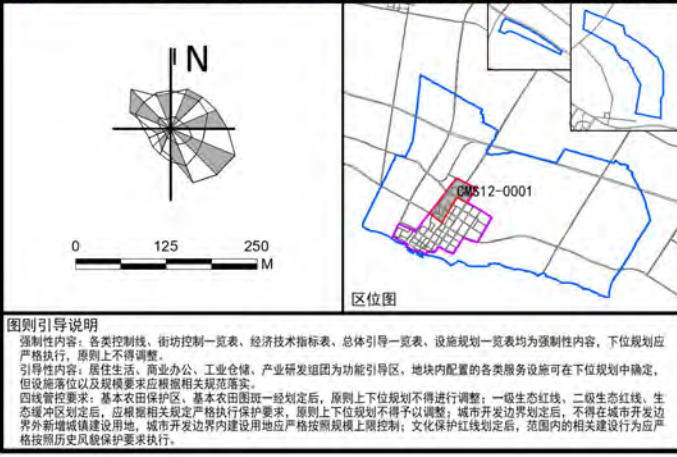 N
0 125 250
M
CMS12-0001
区位图
图则引导说明
强制性内容：各类控制线、街坊控制一览表、经济技术指标表、总体引导一览表、设施规划一览表均为强制性内容，下位规划应
严格执行，原则上不得调整。
引导性内容：居住生活、商业办公、工业仓储、产业研发组团为功能引导区、地块内配置的各类服务设施可在下位规划中确定，
但设施落位以及规模要求应根据相关规范落实。
四线管控要求：基本农田保护区、基本农田图斑一经划定后，原则上下位规划不得进行调整；一级生态红线、二级生态红线、生
态缓冲区划定后，应根据相关规定严格执行保护要求，原则上下位规划不得予以调整；城市开发边界划定后，不得在城市开发边
界外新增城镇建设用地，城市开发边界内建设用地应严格按照规模上限控制；文化保护红线划定后，范围内的相关建设行为应严
格按照历史风貌保护要求执行。